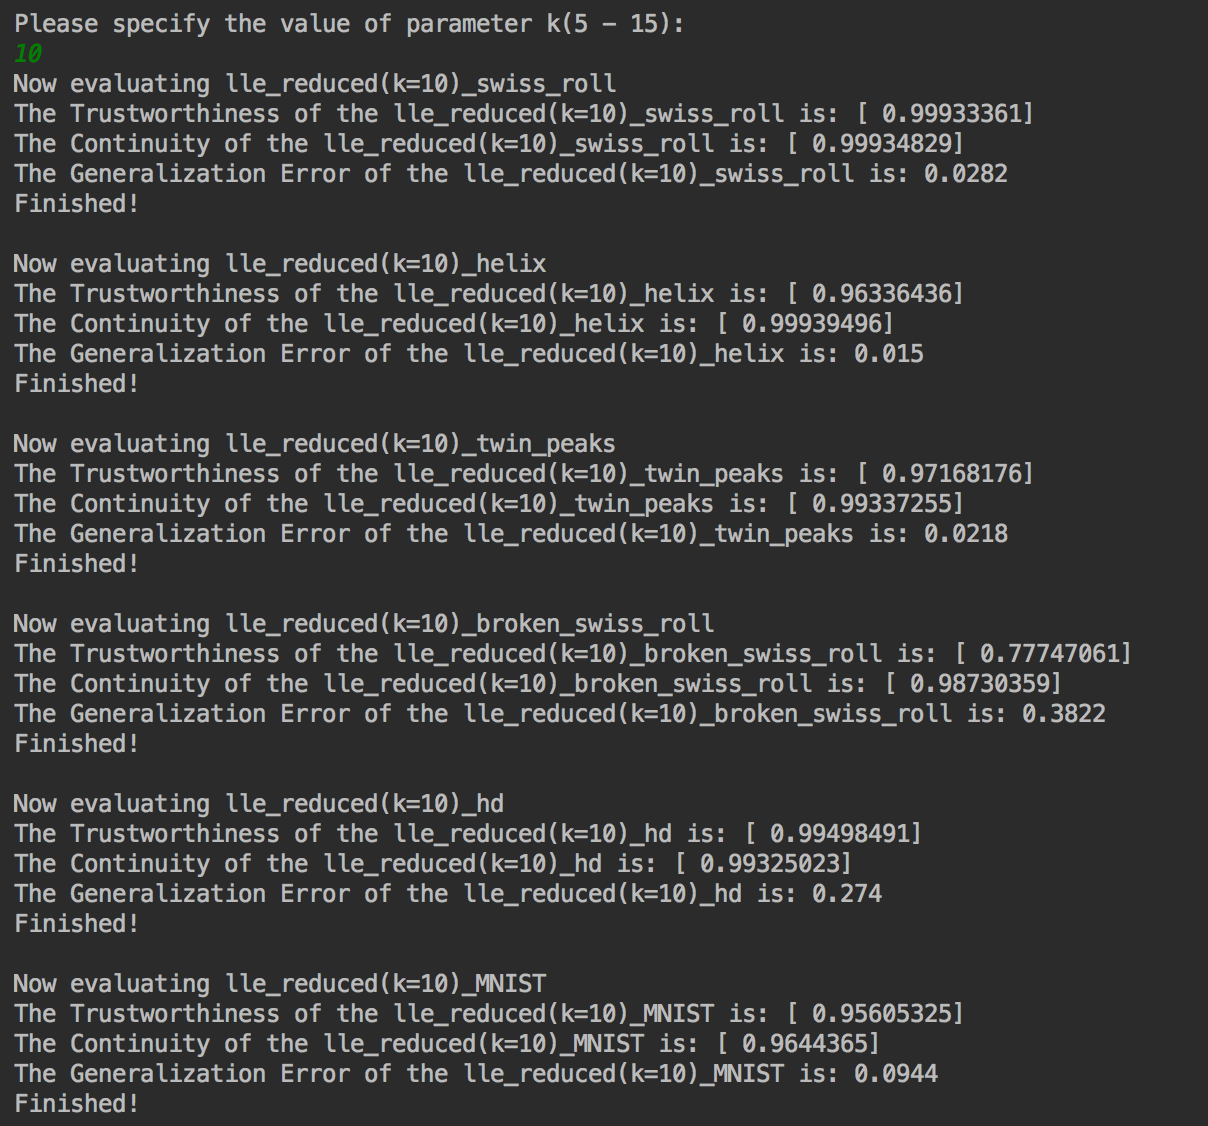 Please specify the value of parameter k(5 - 15):
10
Now evaluating lle_reduced(k=10)_swiss_roll
The Trustworthiness of the lle_reduced(k=10)_swiss_roll is: [ 0.99933361]
The Continuity of the lle_reduced(k=10)_swiss_roll is: [ 0.99934829]
The Generalization Error of the lle_reduced(k=10)_swiss_roll is: 0.0282
Finished!
Now evaluating lle_reduced(k=10)_helix
The Trustworthiness of the lle_reduced(k=10)_helix is: [ 0.96336436]
The Continuity of the lle_reduced(k=10)_helix is: [ 0.99939496]
The Generalization Error of the lle_reduced(k=10)_helix is: 0.015
Finished!
Now evaluating lle_reduced(k=10)_twin_peaks
The Trustworthiness of the lle_reduced(k=10)_twin_peaks is: [ 0.97168176]
The Continuity of the lle_reduced(k=10)_twin_peaks is: [ 0.99337255]
The Generalization Error of the lle_reduced(k=10)_twin_peaks is: 0.0218
Finished!
Now evaluating lle_reduced(k=10)_broken_swiss_roll
The Trustworthiness of the lle_reduced(k=10)_broken_swiss_roll is: [ 0.77747061]
The Continuity of the lle_reduced(k=10)_broken_swiss_roll is: [ 0.98730359]
The Generalization Error of the lle_reduced(k=10)_broken_swiss_roll is: 0.3822
Finished!
Now evaluating lle_reduced(k=10)_hd
The Trustworthiness of the lle_reduced(k=10)_hd is: [ 0.99498491]
The Continuity of the lle_reduced(k=10)_hd is: [ 0.99325023]
The Generalization Error of the lle_reduced(k=10)_hd is: 0.274
Finished!
Now evaluating lle_reduced(k=10)_MNIST
The Trustworthiness of the lle_reduced(k=10)_MNIST is: [ 0.95605325]
The Continuity of the lle_reduced(k=10)_MNIST is: [ 0.9644365]
The Generalization Error of the lle_reduced(k=10)_MNIST is: 0.0944
Finished!